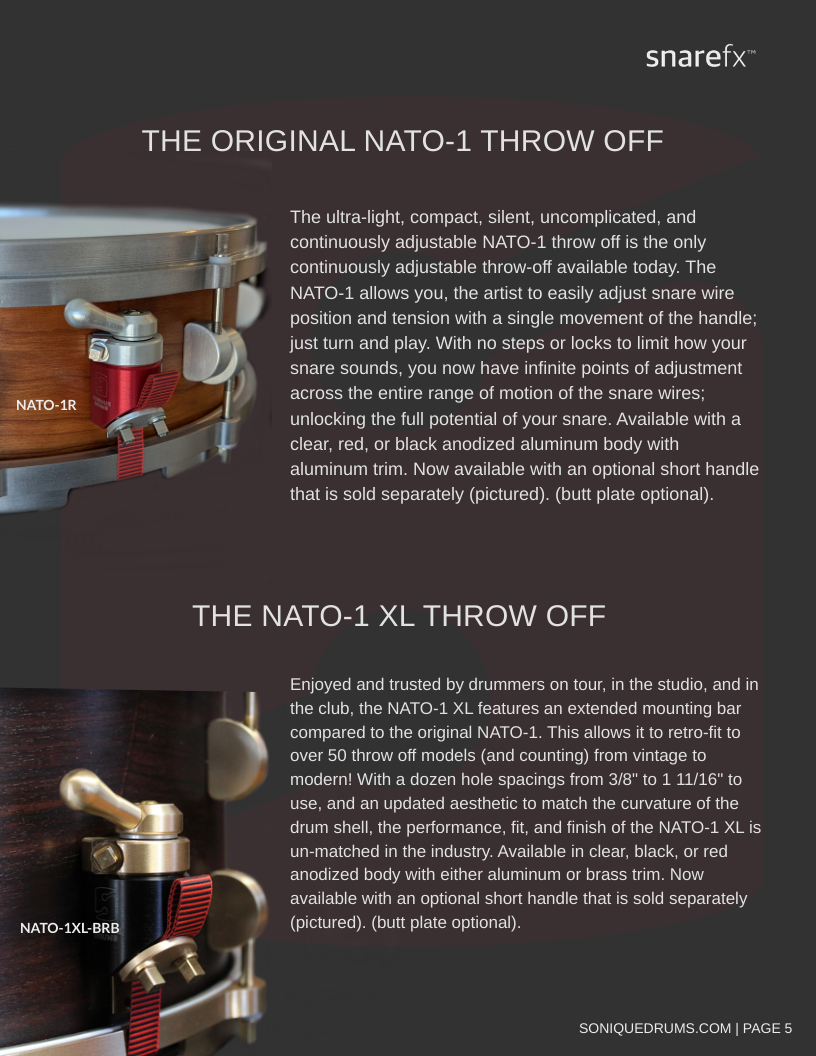 snarefx™
THE ORIGINAL NATO-1 THROW OFF
The ultra-light, compact, silent, uncomplicated, and
continuously adjustable NATO-1 throw off is the only
continuously adjustable throw-off available today. The
NATO-1 allows you, the artist to easily adjust snare wire
position and tension with a single movement of the handle;
just turn and play. With no steps or locks to limit how your
snare sounds, you now have infinite points of adjustment
across the entire range of motion of the snare wires;
unlocking the full potential of your snare. Available with a
clear, red, or black anodized aluminum body with
aluminum trim. Now available with an optional short handle
that is sold separately (pictured). (butt plate optional).
NATO-1R
THE NATO-1 XL THROW OFF
Enjoyed and trusted by drummers on tour, in the studio, and in
the club, the NATO-1 XL features an extended mounting bar
compared to the original NATO-1. This allows it to retro-fit to
over 50 throw off models (and counting) from vintage to
modern! With a dozen hole spacings from 3/8" to 1 11/16" to
use, and an updated aesthetic to match the curvature of the
drum shell, the performance, fit, and finish of the NATO-1 XL is
un-matched in the industry. Available in clear, black, or red
anodized body with either aluminum or brass trim. Now
available with an optional short handle that is sold separately
(pictured). (butt plate optional).
NATO-1XL-BRB
SONIQUEDRUMS.COM | PAGE 5